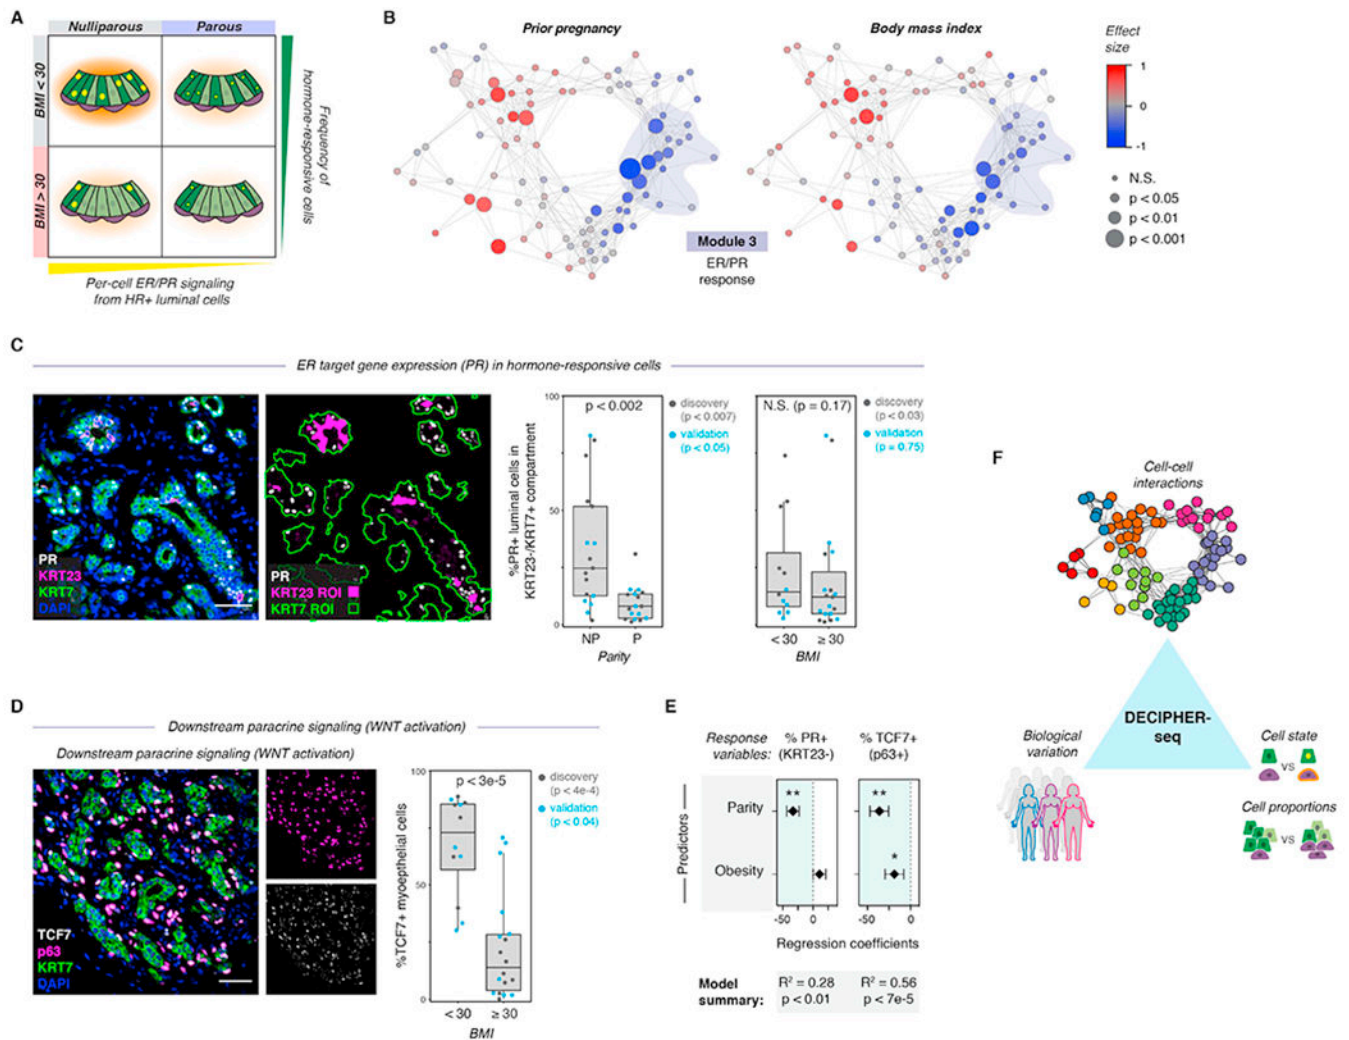 A
Nulliparous
Parous
BMI < 30
BMI > 30
Frequency of
hormone-responsive cells
Per-cell ER/PR signaling
from HR+ luminal cells
B
Prior pregnancy
Body mass index
Effect
size
1
0
-1
N.S.
p < 0.05
p < 0.01
p < 0.001
Module 3
ER/PR
response
C
ER target gene expression (PR) in hormone-responsive cells
PR
KRT23
KRT7
DAPI
PR
KRT23 ROI
KRT7 ROI
%PR+ luminal cells in
KRT23-/KRT7+ compartment
100
50
0
p < 0.002
NP
P
Parity
discovery
(p < 0.007)
validation
(p < 0.05)
N.S. (p = 0.17)
< 30
≥ 30
BMI
discovery
(p < 0.03)
validation
(p = 0.75)
D
Downstream paracrine signaling (WNT activation)
Downstream paracrine signaling (WNT activation)
TCF7
p63
KRT7
DAPI
%TCF7+ myoepthelial cells
100
50
0
p < 3e-5
< 30
≥ 30
BMI
discovery
(p < 4e-4)
validation
(p < 0.04)
E
Response
variables:
% PR+
(KRT23-)
% TCF7+
(p63+)
Predictors
Parity
Obesity
**
**
*
-50
0
-50
0
Regression coefficients
Model
summary:
R² = 0.28
p < 0.01
R² = 0.56
p < 7e-5
F
Cell-cell
interactions
DECIPHER-
seq
Biological
variation
Cell state
vs
Cell proportions
vs